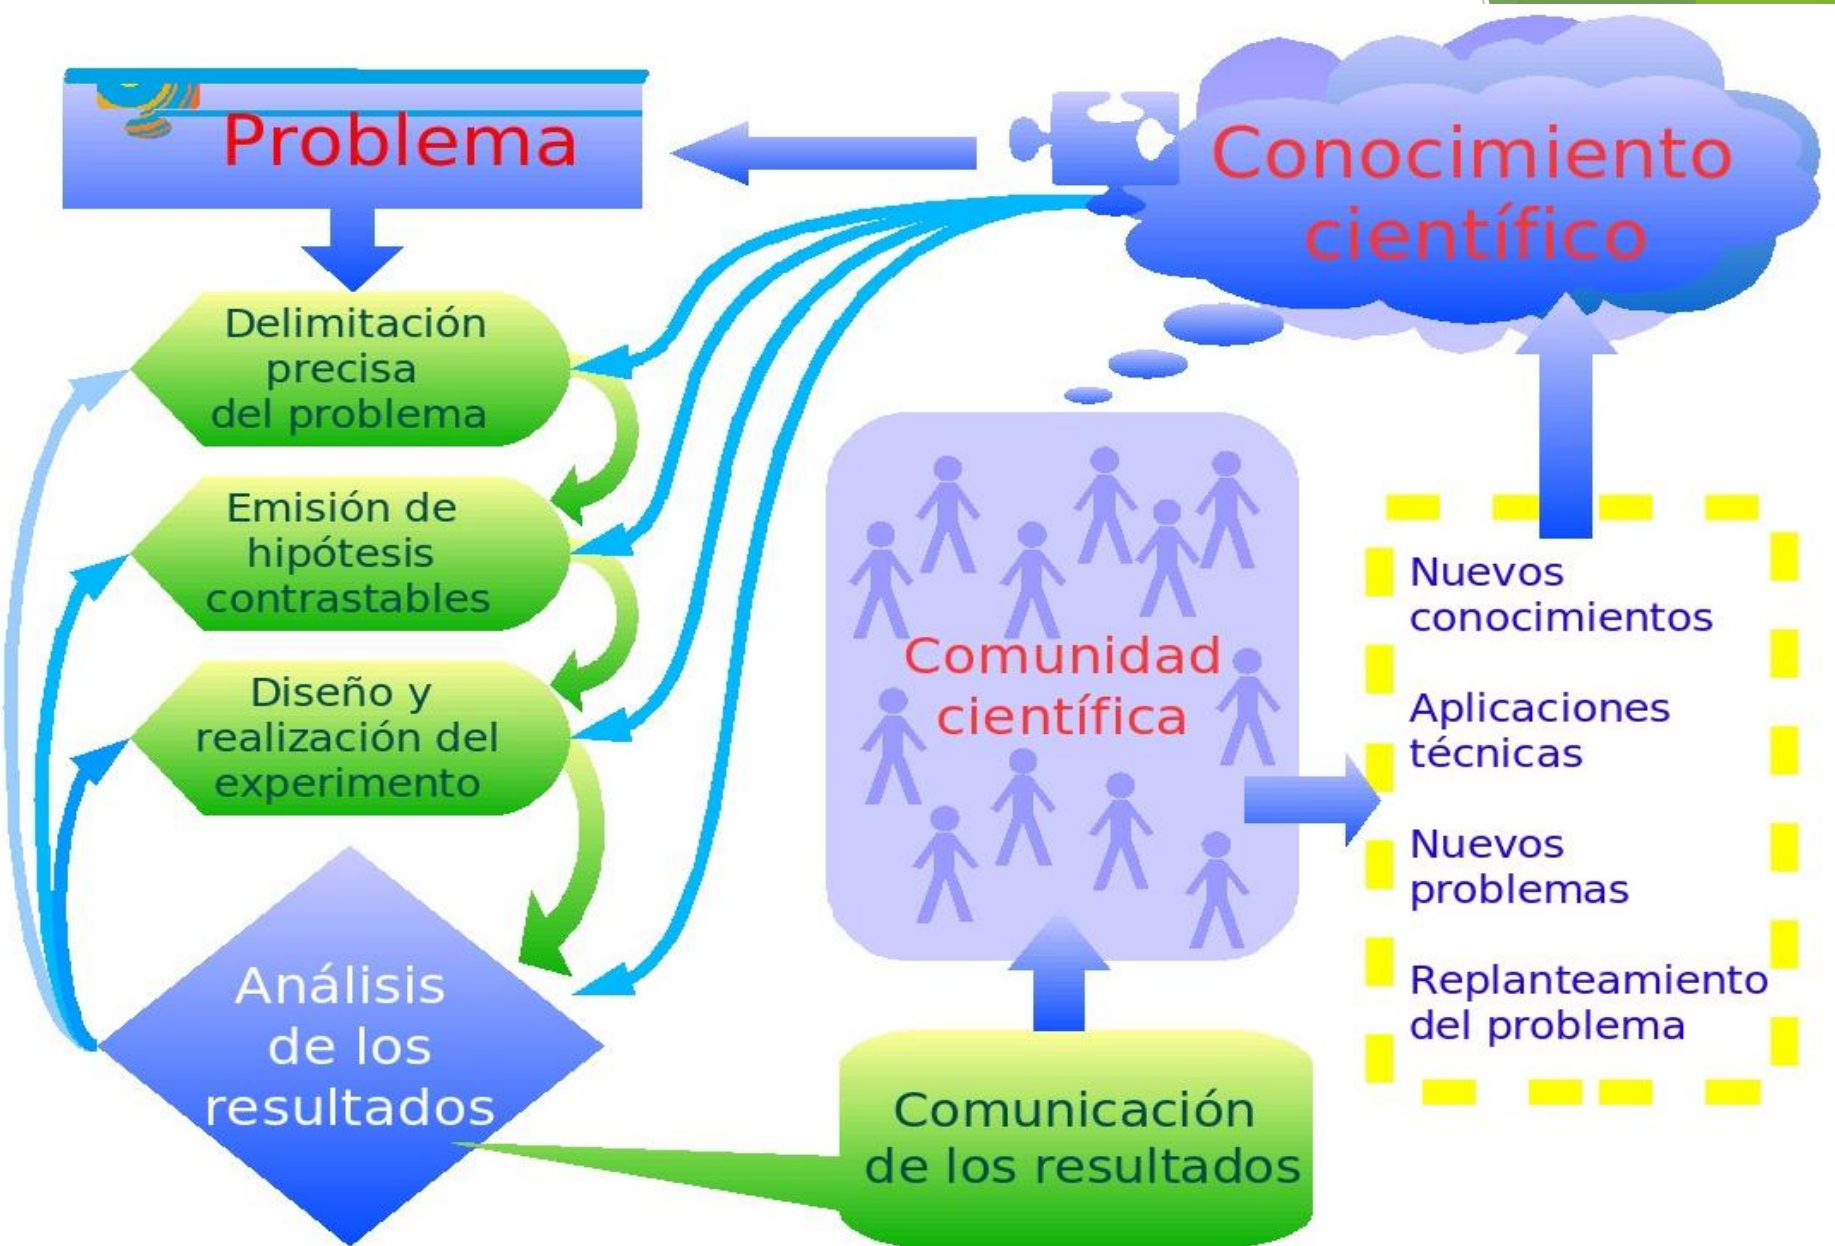 Problema
Conocimiento
científico
Delimitación
precisa
del problema
Emisión de
hipótesis
contrastables
Diseño y
realización del
experimento
Análisis
de los
resultados
Comunicación
de los resultados
Comunidad
científica
Nuevos
conocimientos
Aplicaciones
técnicas
Nuevos
problemas
Replanteamiento
del problema